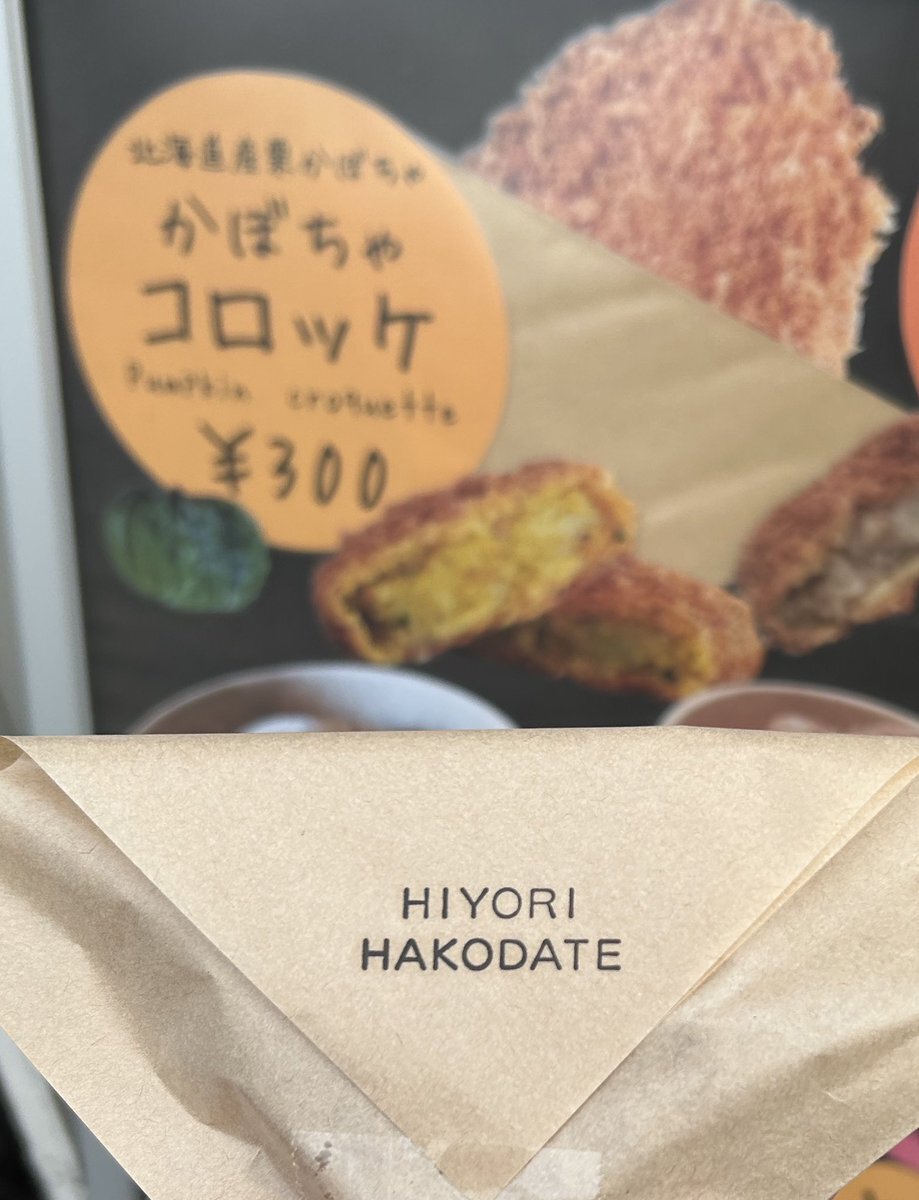 北海道産栗かぼちゃ
かぼちゃ
コロッケ
Pumpkin croquette
¥300
HIYORI
HAKODATE